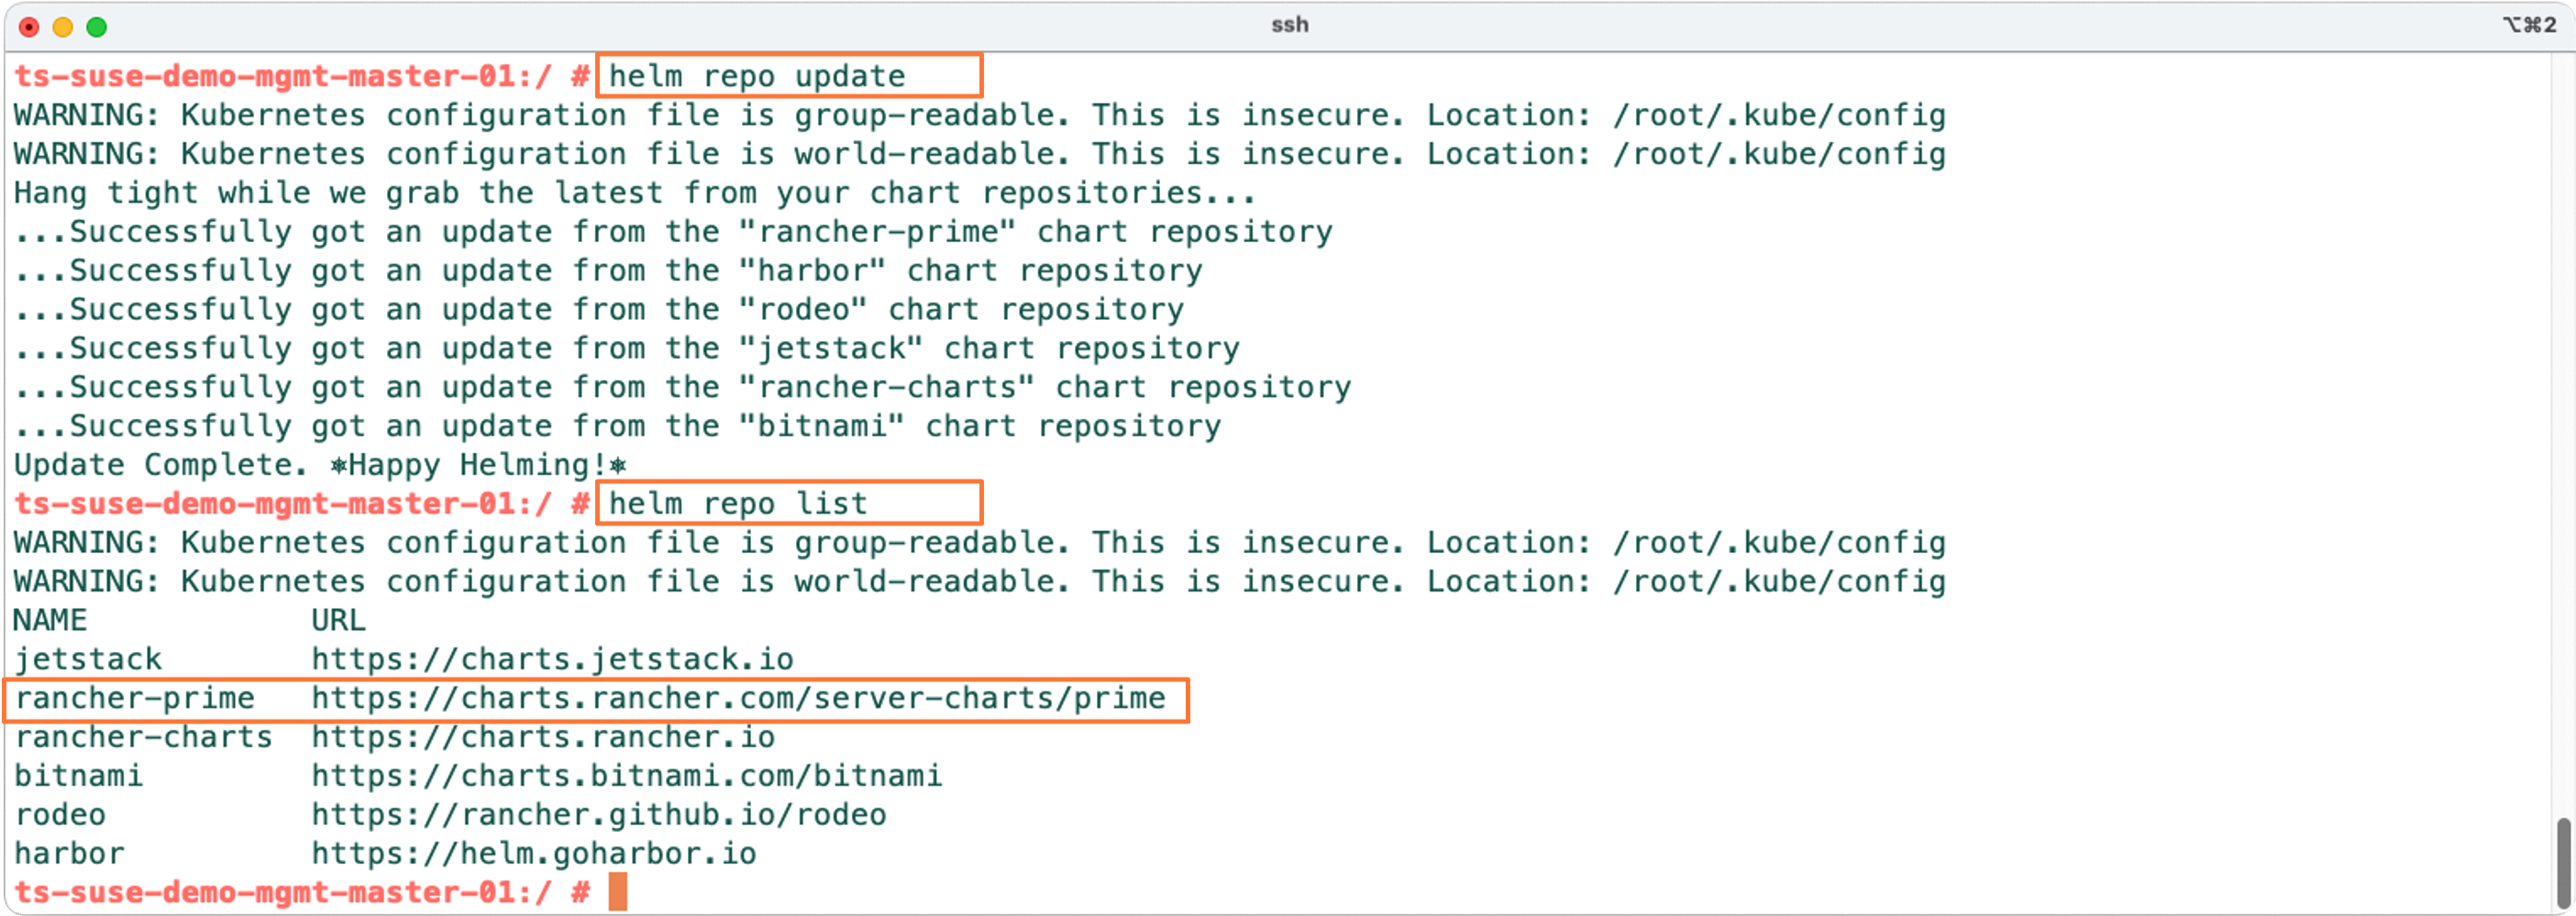 ssh
⌥⌘2
ts-suse-demo-mgmt-master-01:/ # helm repo update
WARNING: Kubernetes configuration file is group-readable. This is insecure. Location: /root/.kube/config
WARNING: Kubernetes configuration file is world-readable. This is insecure. Location: /root/.kube/config
Hang tight while we grab the latest from your chart repositories...
...Successfully got an update from the "rancher-prime" chart repository
...Successfully got an update from the "harbor" chart repository
...Successfully got an update from the "rodeo" chart repository
...Successfully got an update from the "jetstack" chart repository
...Successfully got an update from the "rancher-charts" chart repository
...Successfully got an update from the "bitnami" chart repository
Update Complete. ⎈Happy Helming!⎈
ts-suse-demo-mgmt-master-01:/ # helm repo list
WARNING: Kubernetes configuration file is group-readable. This is insecure. Location: /root/.kube/config
WARNING: Kubernetes configuration file is world-readable. This is insecure. Location: /root/.kube/config
NAME            URL
jetstack        https://charts.jetstack.io
rancher-prime   https://charts.rancher.com/server-charts/prime
rancher-charts  https://charts.rancher.io
bitnami         https://charts.bitnami.com/bitnami
rodeo           https://rancher.github.io/rodeo
harbor          https://helm.goharbor.io
ts-suse-demo-mgmt-master-01:/ #